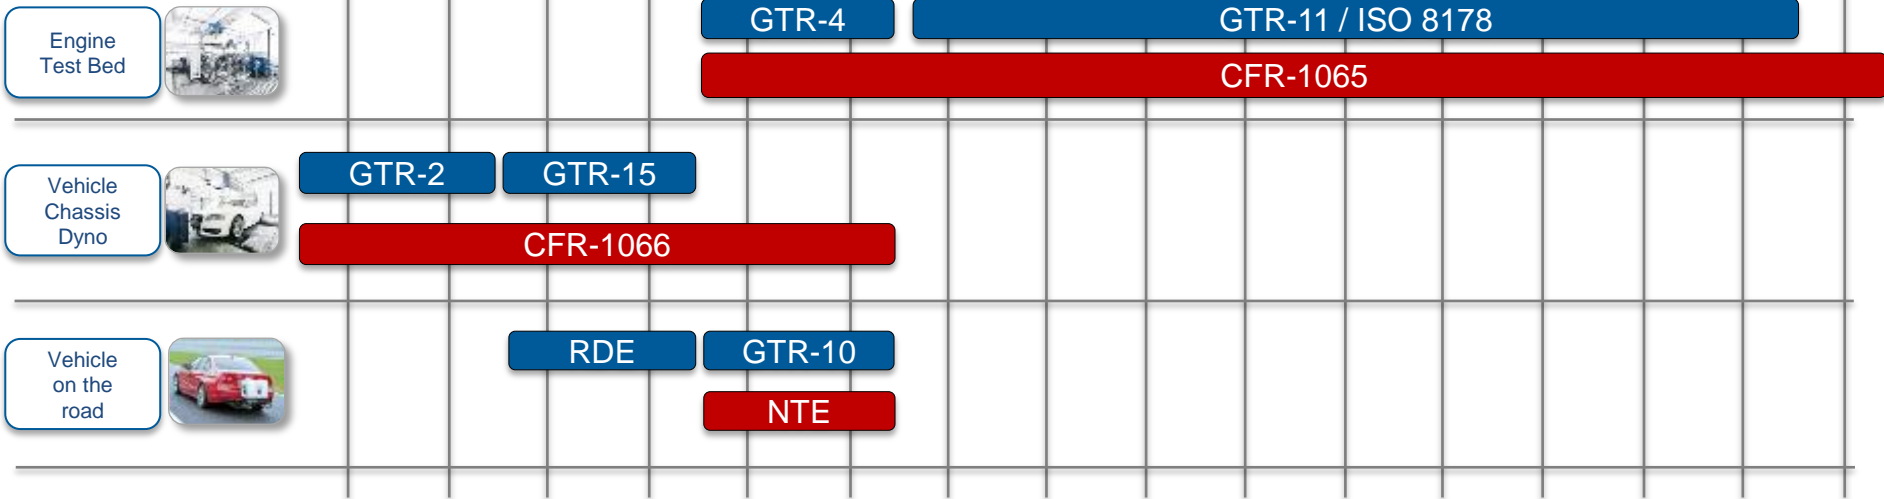 Engine
Test Bed
GTR-4
GTR-11 / ISO 8178
CFR-1065
Vehicle
Chassis
Dyno
GTR-2
GTR-15
CFR-1066
Vehicle
on the
road
RDE
GTR-10
NTE